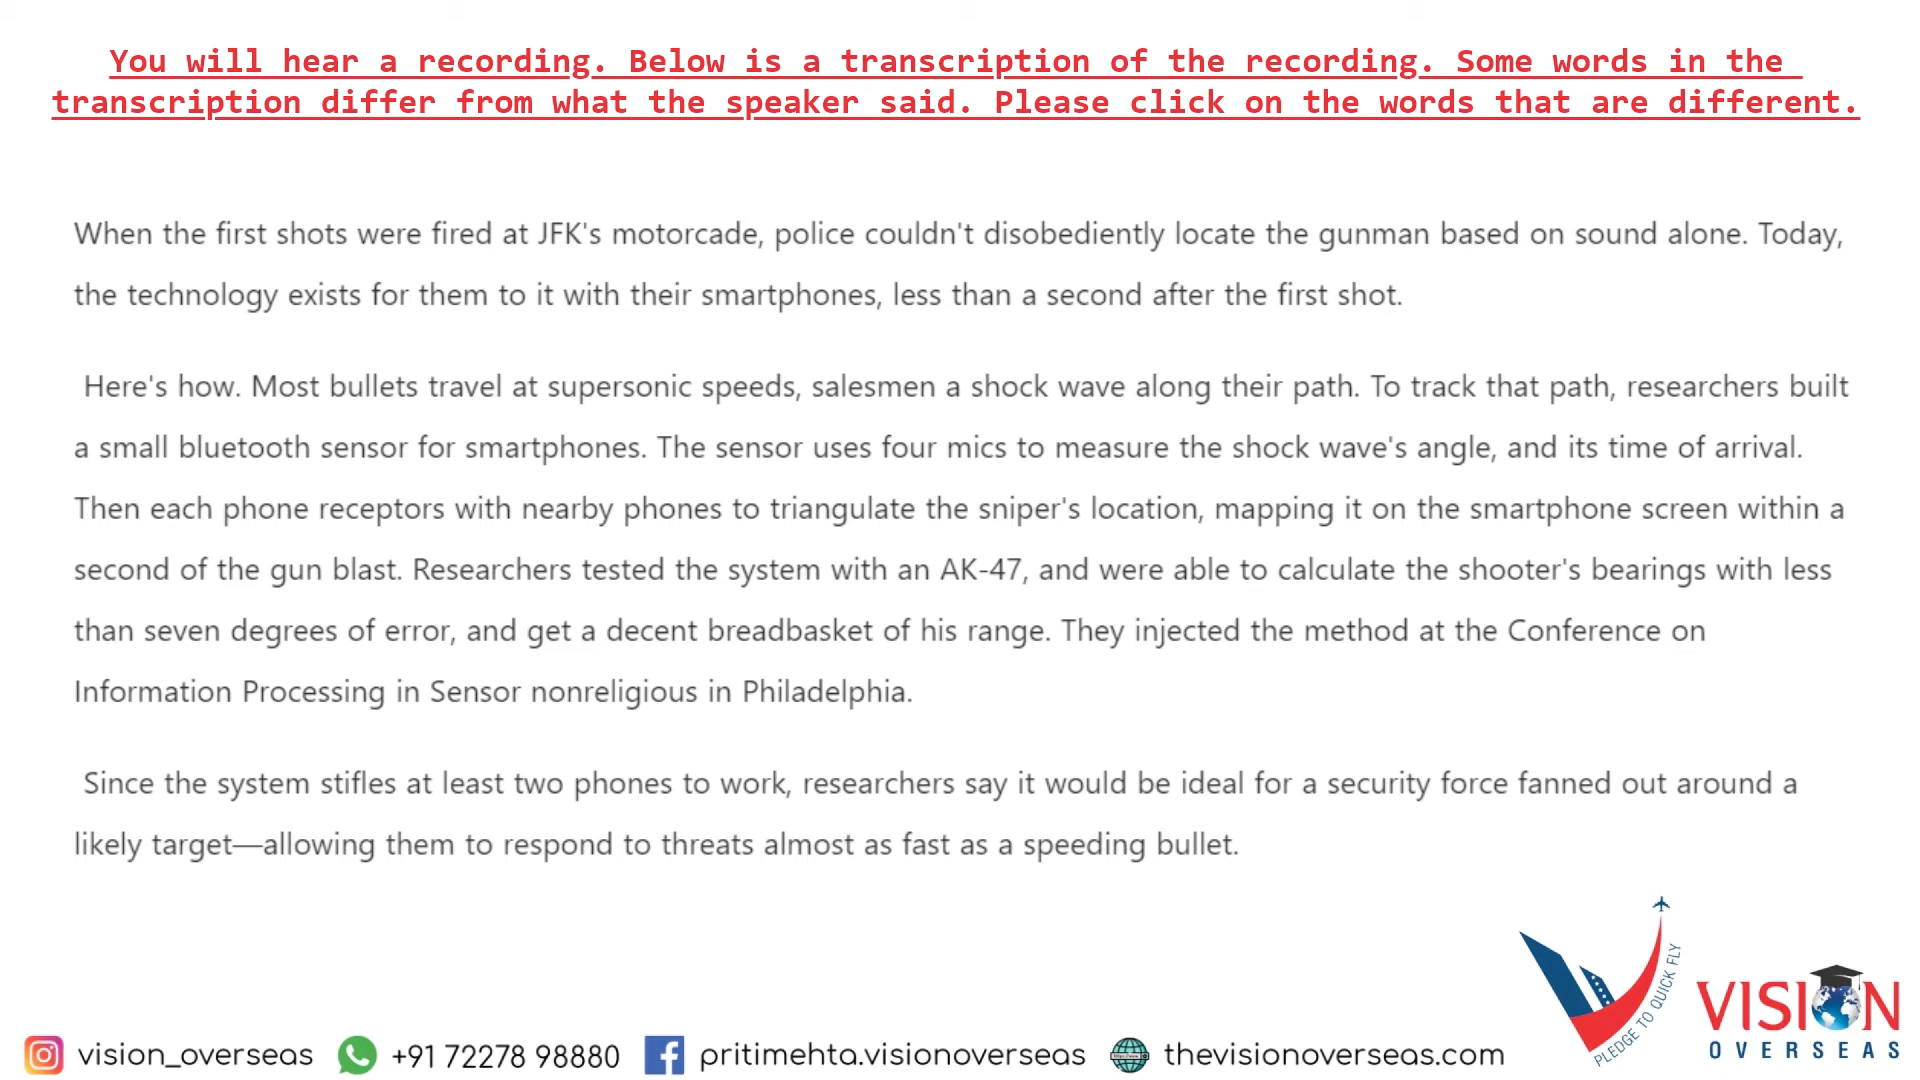 You will hear a recording. Below is a transcription of the recording. Some words in the
transcription differ from what the speaker said. Please click on the words that are different.
When the first shots were fired at JFK's motorcade, police couldn't disobediently locate the gunman based on sound alone. Today,
the technology exists for them to it with their smartphones, less than a second after the first shot.
Here's how. Most bullets travel at supersonic speeds, salesmen a shock wave along their path. To track that path, researchers built
a small bluetooth sensor for smartphones. The sensor uses four mics to measure the shock wave's angle, and its time of arrival.
Then each phone receptors with nearby phones to triangulate the sniper's location, mapping it on the smartphone screen within a
second of the gun blast. Researchers tested the system with an AK-47, and were able to calculate the shooter's bearings with less
than seven degrees of error, and get a decent breadbasket of his range. They injected the method at the Conference on
Information Processing in Sensor nonreligious in Philadelphia.
Since the system stifles at least two phones to work, researchers say it would be ideal for a security force fanned out around a
likely target—allowing them to respond to threats almost as fast as a speeding bullet.
PLEDGE TO QUICK FLY
VISION
OVERSEAS
vision_overseas
+91 72278 98880
pritimehta.visionoverseas
thevisionoverseas.com